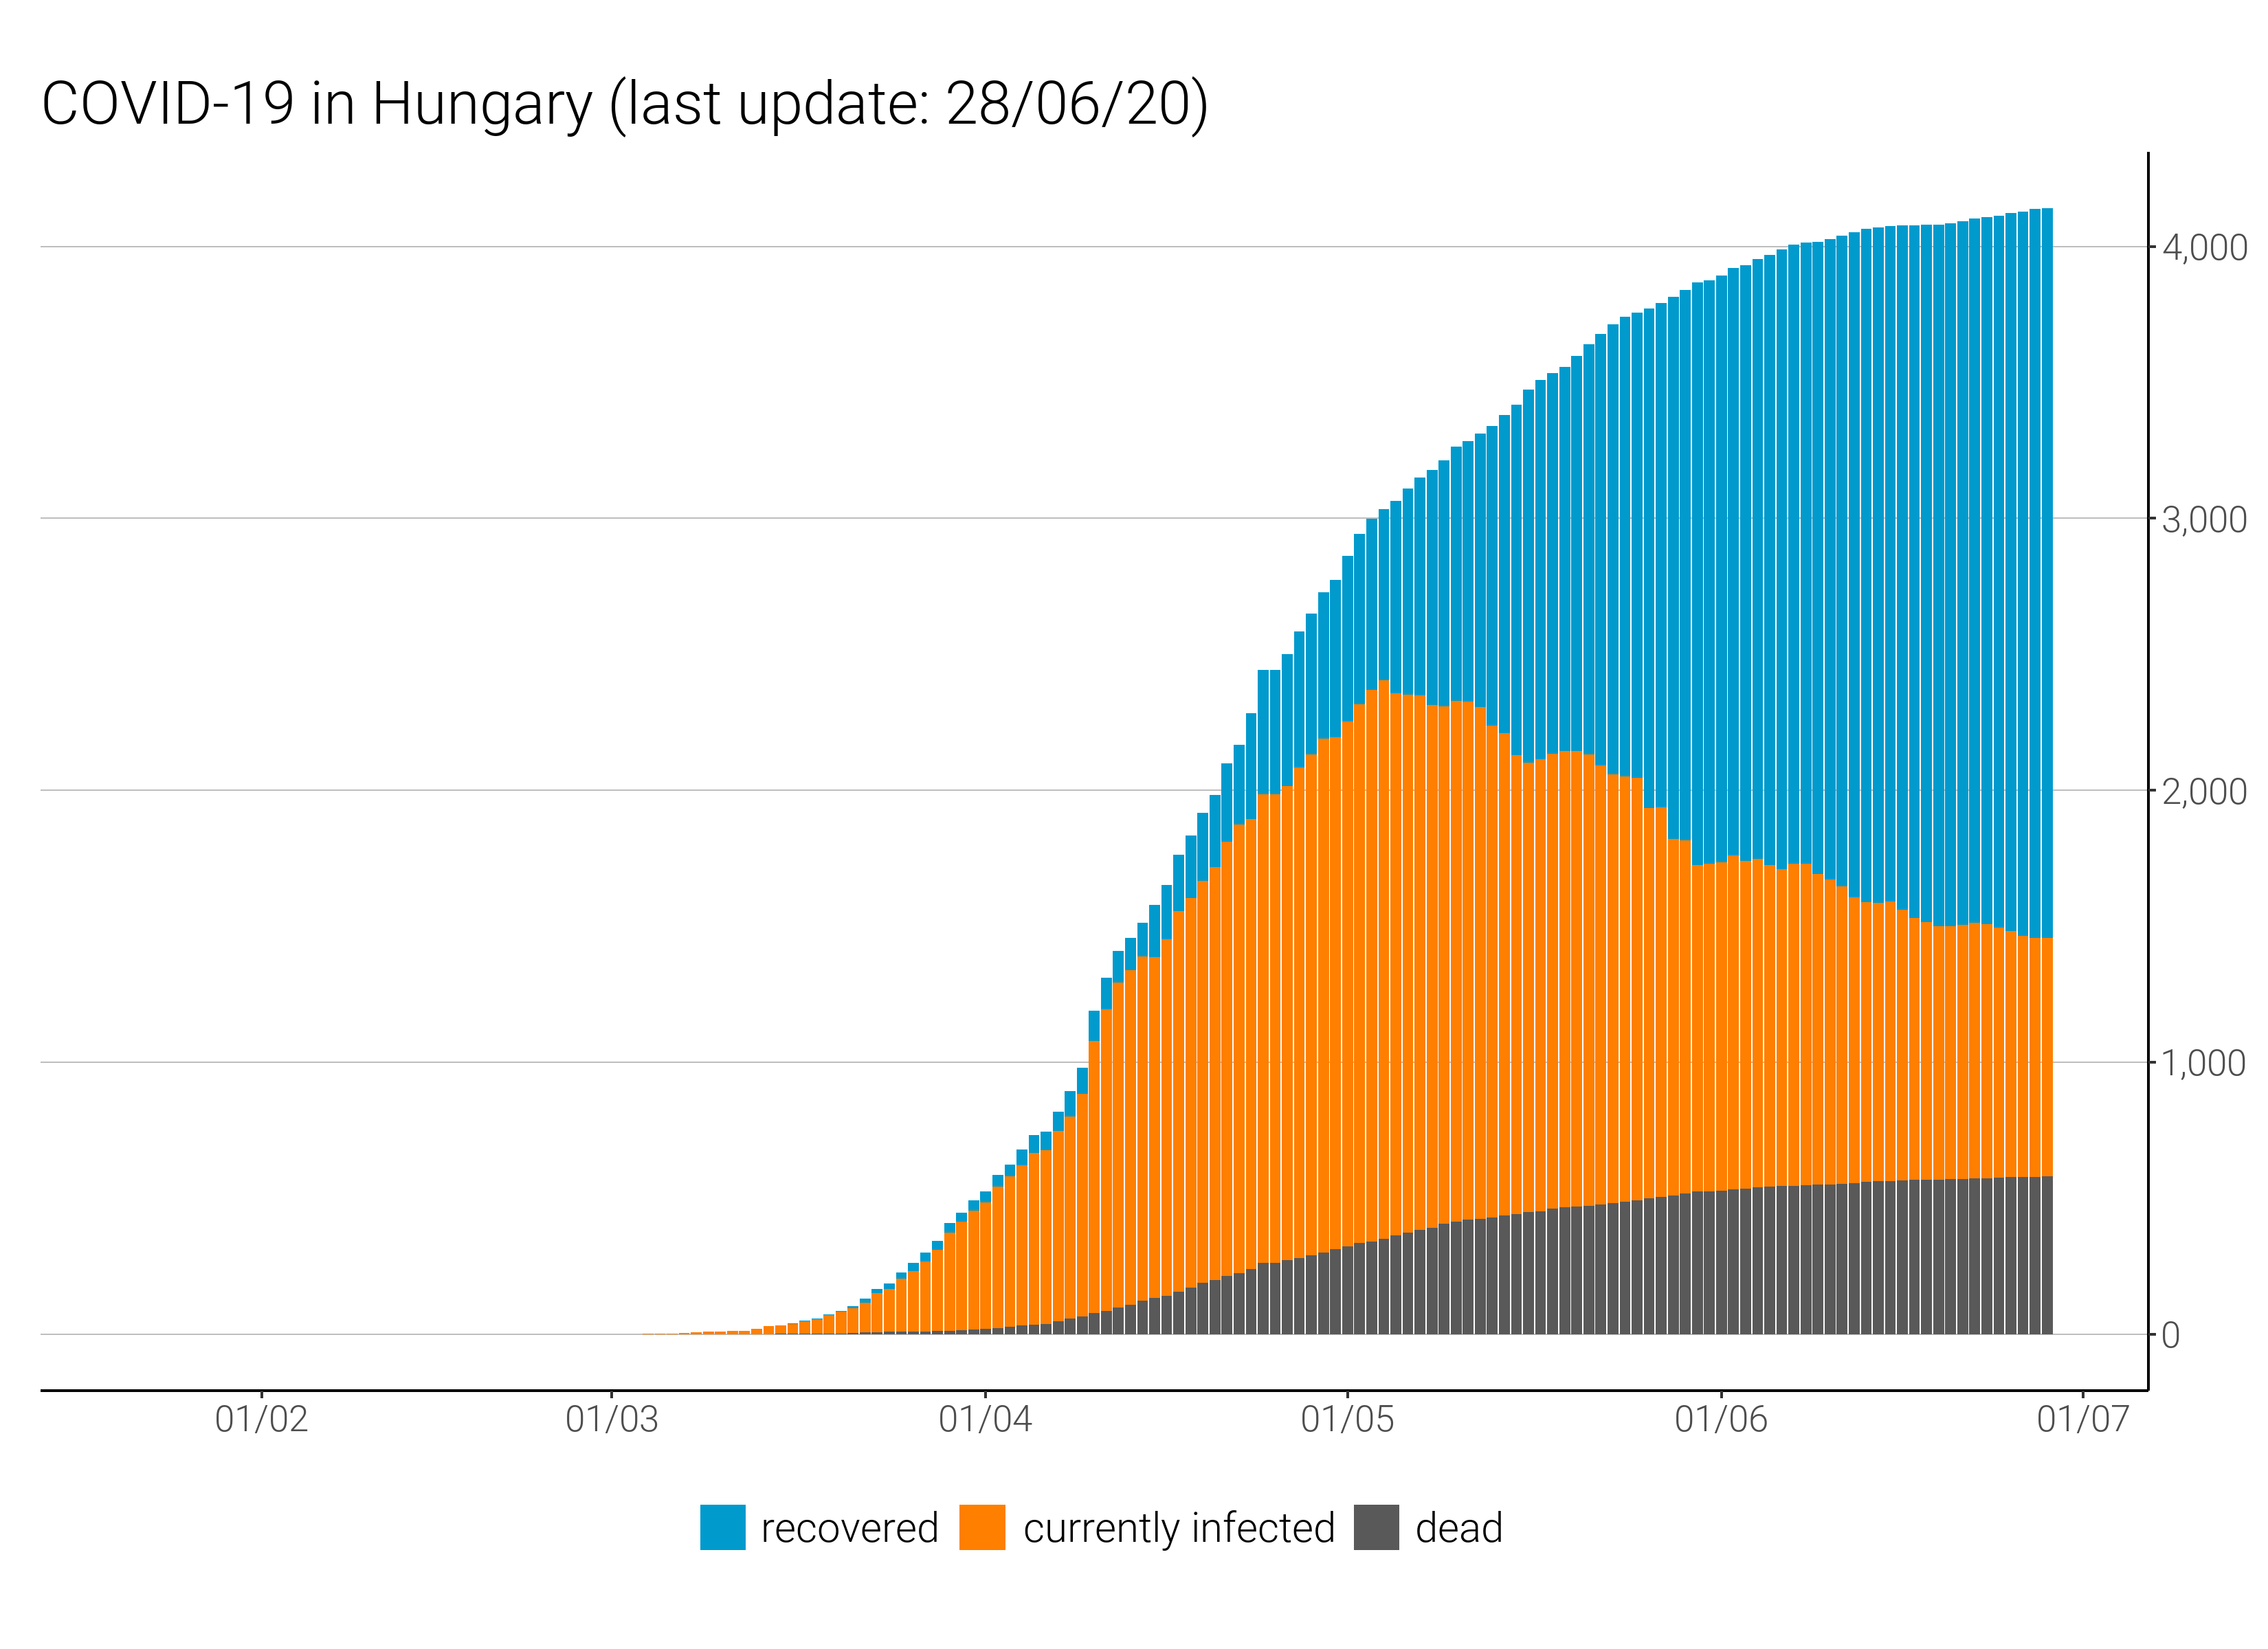 COVID-19 in Hungary (last update: 28/06/20)
4,000
3,000
2,000
1,000
0
01/02 01/03 01/04 01/05 01/06 01/07
recovered currently infected dead